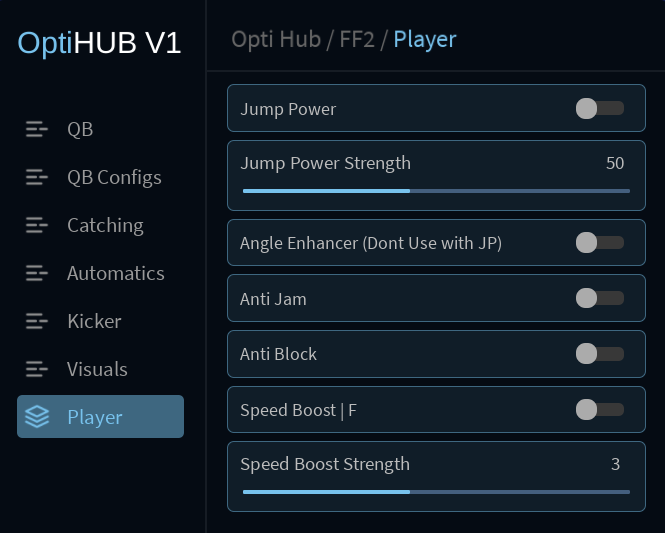 OptiHUB V1
Opti Hub / FF2 / Player
QB
QB Configs
Catching
Automatics
Kicker
Visuals
Player
Jump Power
Jump Power Strength 50
Angle Enhancer (Dont Use with JP)
Anti Jam
Anti Block
Speed Boost | F
Speed Boost Strength 3